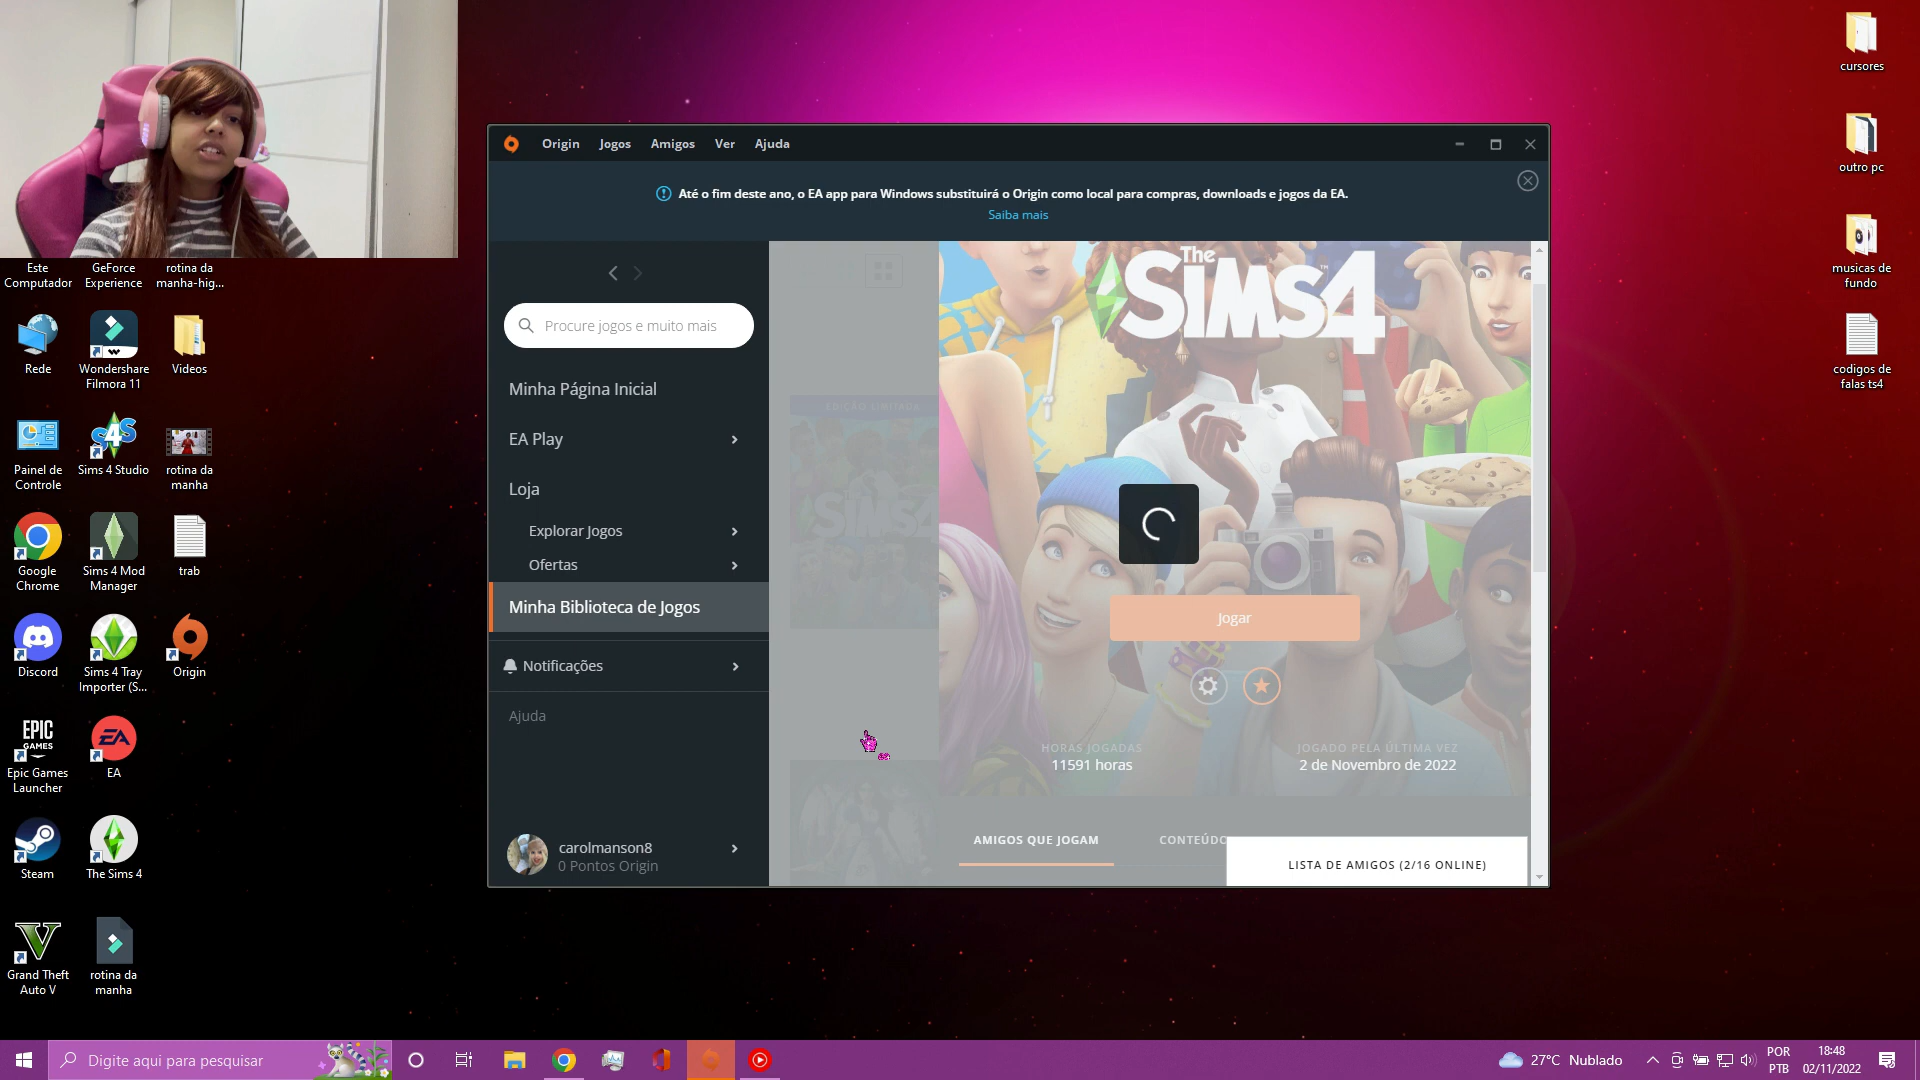 Origin Jogos Amigos Ver Ajuda
Até o fim deste ano, o EA app para Windows substituirá o Origin como local para compras, downloads e jogos da EA.
Saiba mais
Procure jogos e muito mais
Minha Página Inicial
EA Play
Loja
Explorar Jogos
Ofertas
Minha Biblioteca de Jogos
Notificações
Ajuda
carolmanson8
0 Pontos Origin
EDIÇÃO LIMITADA
The
SiMS 4
Jogar
HORAS JOGADAS
11591 horas
JOGADO PELA ÚLTIMA VEZ
2 de Novembro de 2022
AMIGOS QUE JOGAM
CONTEÚDO
LISTA DE AMIGOS (2/16 ONLINE)
Este
Computador
GeForce
Experience
rotina da
manha-hig...
Rede
Wondershare
Filmora 11
Videos
Painel de
Controle
Sims 4 Studio
rotina da
manha
Google
Chrome
Sims 4 Mod
Manager
trab
Discord
Sims 4 Tray
Importer (S...
Origin
EPIC
GAMES
Epic Games
Launcher
EA
EA
Steam
The Sims 4
Grand Theft
Auto V
rotina da
manha
cursores
outro pc
musicas de
fundo
codigos de
falas ts4
Digite aqui para pesquisar
27°C Nublado
POR
PTB
18:48
02/11/2022